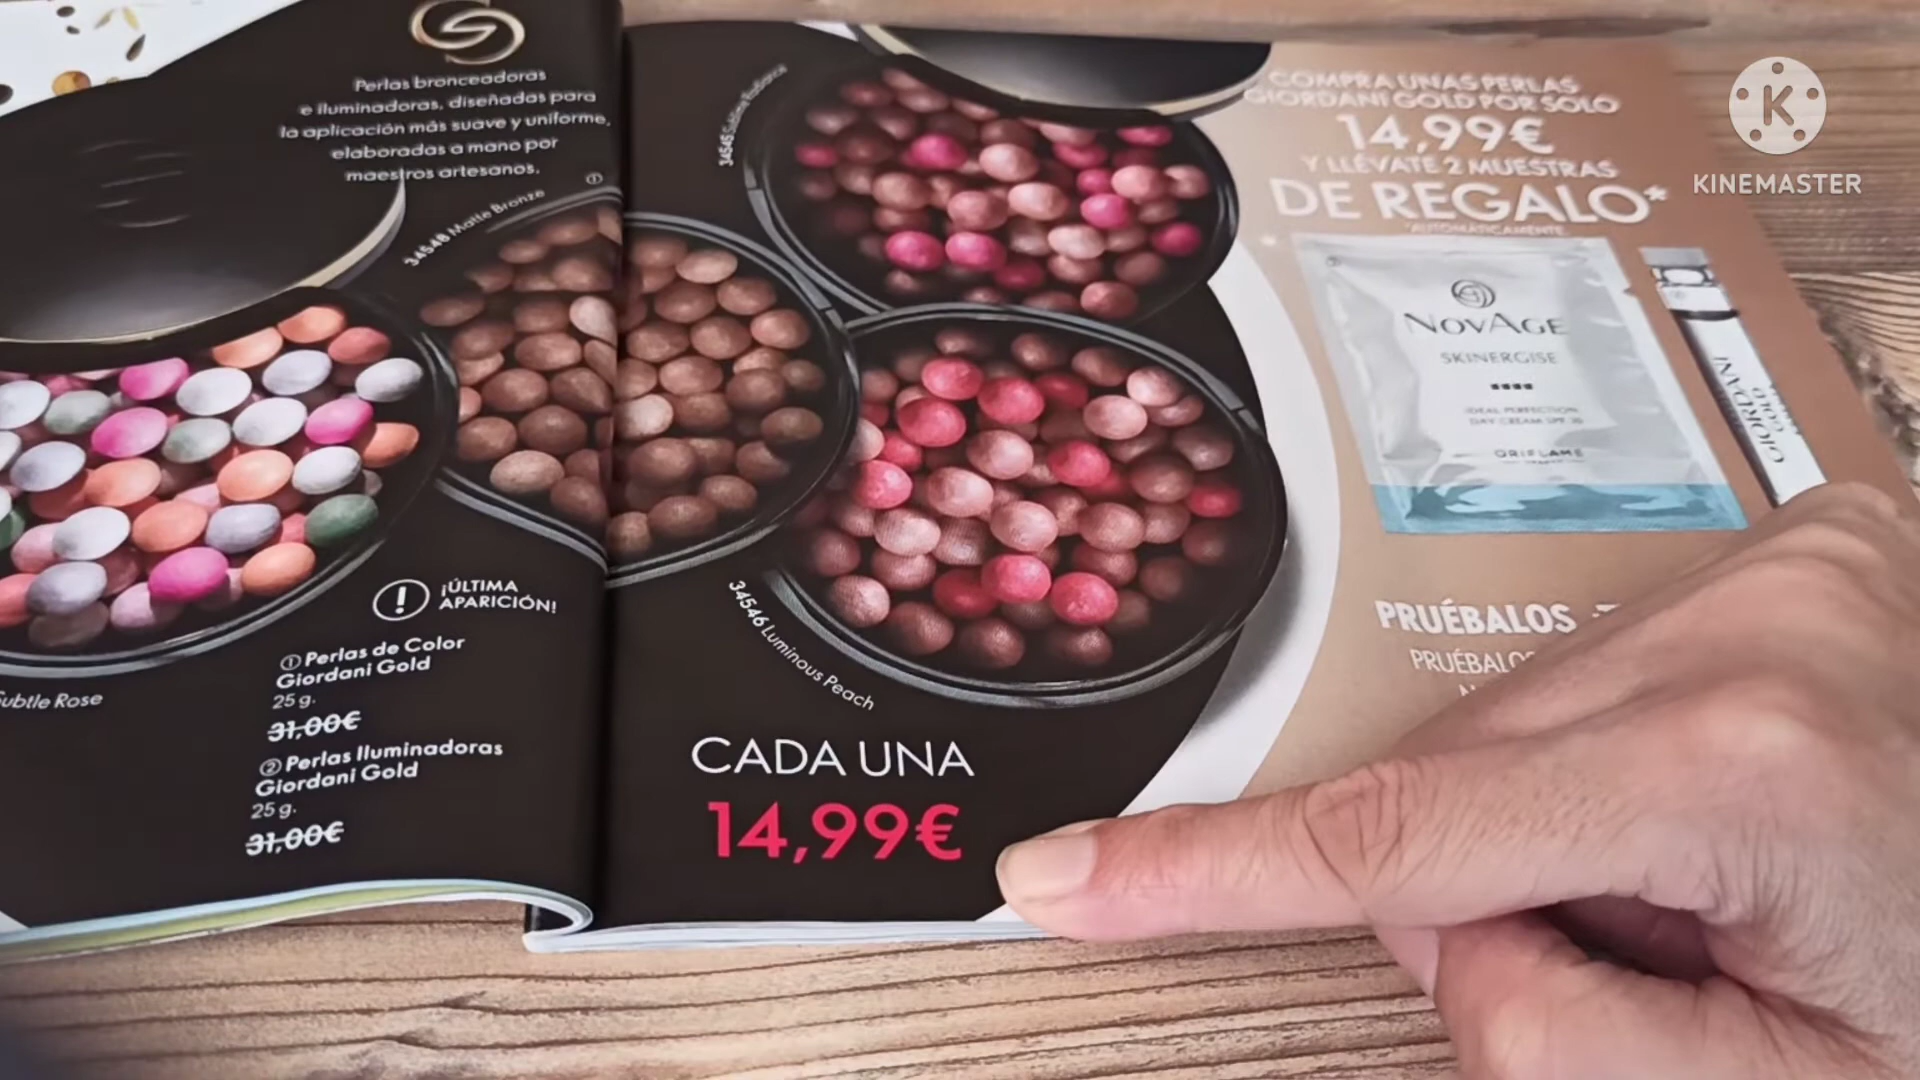 Perlas bronceadoras
e iluminadoras, diseñadas para
la aplicación más suave y uniforme,
elaboradas a mano por
maestros artesanos.
34548 Matte Bronze ①
¡ÚLTIMA
APARICIÓN!
① Perlas de Color
Giordani Gold
25 g.
31,00€
② Perlas Iluminadoras
Giordani Gold
25 g.
31,00€
ubtle Rose
34545
34546 Luminous Peach
CADA UNA
14,99€
COMPRA UNAS PERLAS
GIORDANI GOLD POR SOLO
14,99€
Y LLÉVATE 2 MUESTRAS
DE REGALO*
*AUTOMÁTICAMENTE
NOVAGE
SKINERGISE
IDEAL PERFECTION
DAY CREAM SPF 30
ORIFLAME
GIORDANI
GOLD
PRUÉBALOS
PRUÉBALOS
KINEMASTER